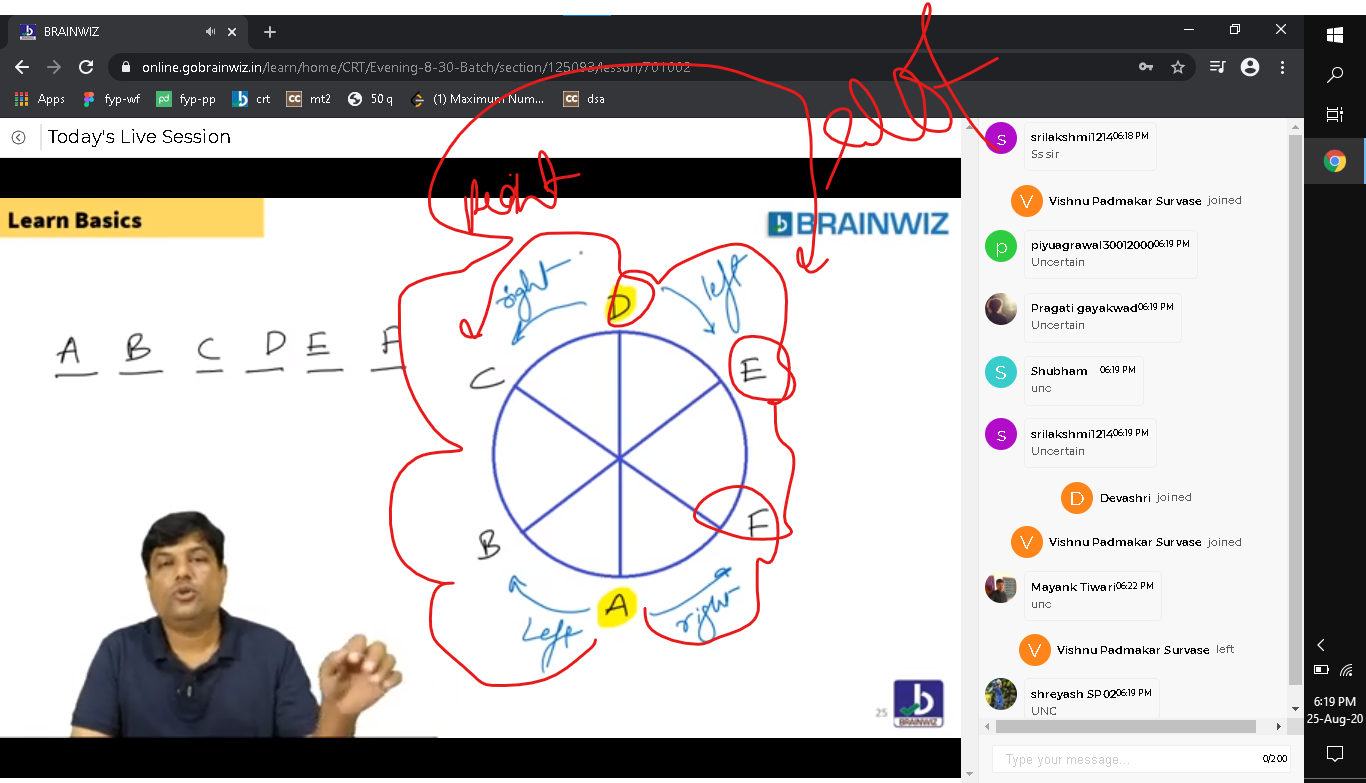 BRAINWIZ
online.gobrainwiz.in/learn/home/CRT/Evening-8-30-Batch/section/125093/lesson/701002
Apps fyp-wf fyp-pp crt mt2 50 q (1) Maximum Num... dsa
Today's Live Session
Learn Basics
BRAINWIZ
right
right left
D
A B C D E F
C E
B F
A
Left right
25
BRAINWIZ
s srilakshmi1214 06:18 PM
Ss sir
V Vishnu Padmakar Survase joined
p piyuagrawal30012000 06:19 PM
Uncertain
Pragati gayakwad 06:19 PM
Uncertain
S Shubham 06:19 PM
unc
s srilakshmi1214 06:19 PM
Uncertain
D Devashri joined
V Vishnu Padmakar Survase joined
Mayank Tiwari 06:22 PM
unc
V Vishnu Padmakar Survase left
shreyash SP02 06:19 PM
UNC
Type your message... 0/200
6:19 PM
25-Aug-20